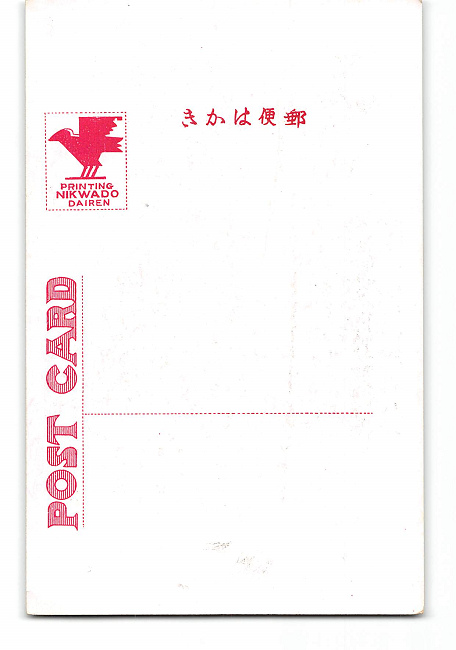 きかは便郵
PRINTING
NIKWADO
DAIREN
POST CARD